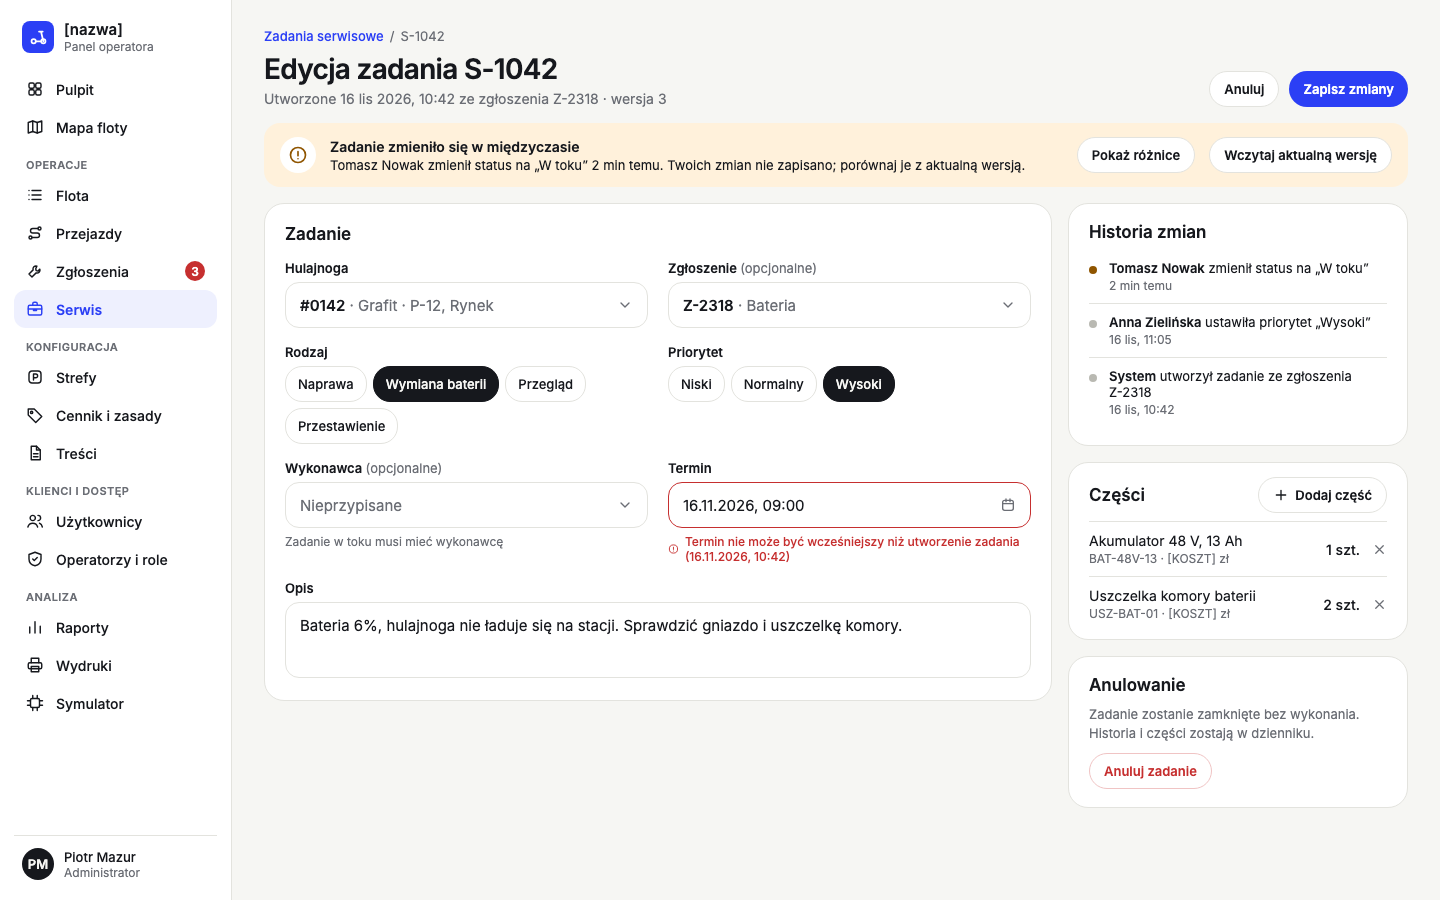 [nazwa]
Panel operatora
Pulpit
Mapa floty
OPERACJE
Flota
Przejazdy
Zgłoszenia 3
Serwis
KONFIGURACJA
Strefy
Cennik i zasady
Treści
KLIENCI I DOSTĘP
Użytkownicy
Operatorzy i role
ANALIZA
Raporty
Wydruki
Symulator
PM
Piotr Mazur
Administrator
Zadania serwisowe / S-1042
Edycja zadania S-1042
Utworzone 16 lis 2026, 10:42 ze zgłoszenia Z-2318 · wersja 3
Anuluj
Zapisz zmiany
Zadanie zmieniło się w międzyczasie
Tomasz Nowak zmienił status na „W toku” 2 min temu. Twoich zmian nie zapisano; porównaj je z aktualną wersją.
Pokaż różnice
Wczytaj aktualną wersję
Zadanie
Hulajnoga
#0142 · Grafit · P-12, Rynek
Zgłoszenie (opcjonalne)
Z-2318 · Bateria
Rodzaj
Naprawa
Wymiana baterii
Przegląd
Przestawienie
Priorytet
Niski
Normalny
Wysoki
Wykonawca (opcjonalne)
Nieprzypisane
Zadanie w toku musi mieć wykonawcę
Termin
16.11.2026, 09:00
Termin nie może być wcześniejszy niż utworzenie zadania
(16.11.2026, 10:42)
Opis
Bateria 6%, hulajnoga nie ładuje się na stacji. Sprawdzić gniazdo i uszczelkę komory.
Historia zmian
Tomasz Nowak zmienił status na „W toku”
2 min temu
Anna Zielińska ustawiła priorytet „Wysoki”
16 lis, 11:05
System utworzył zadanie ze zgłoszenia
Z-2318
16 lis, 10:42
Części
Dodaj część
Akumulator 48 V, 13 Ah
BAT-48V-13 · [KOSZT] zł
1 szt.
Uszczelka komory baterii
USZ-BAT-01 · [KOSZT] zł
2 szt.
Anulowanie
Zadanie zostanie zamknięte bez wykonania.
Historia i części zostają w dzienniku.
Anuluj zadanie